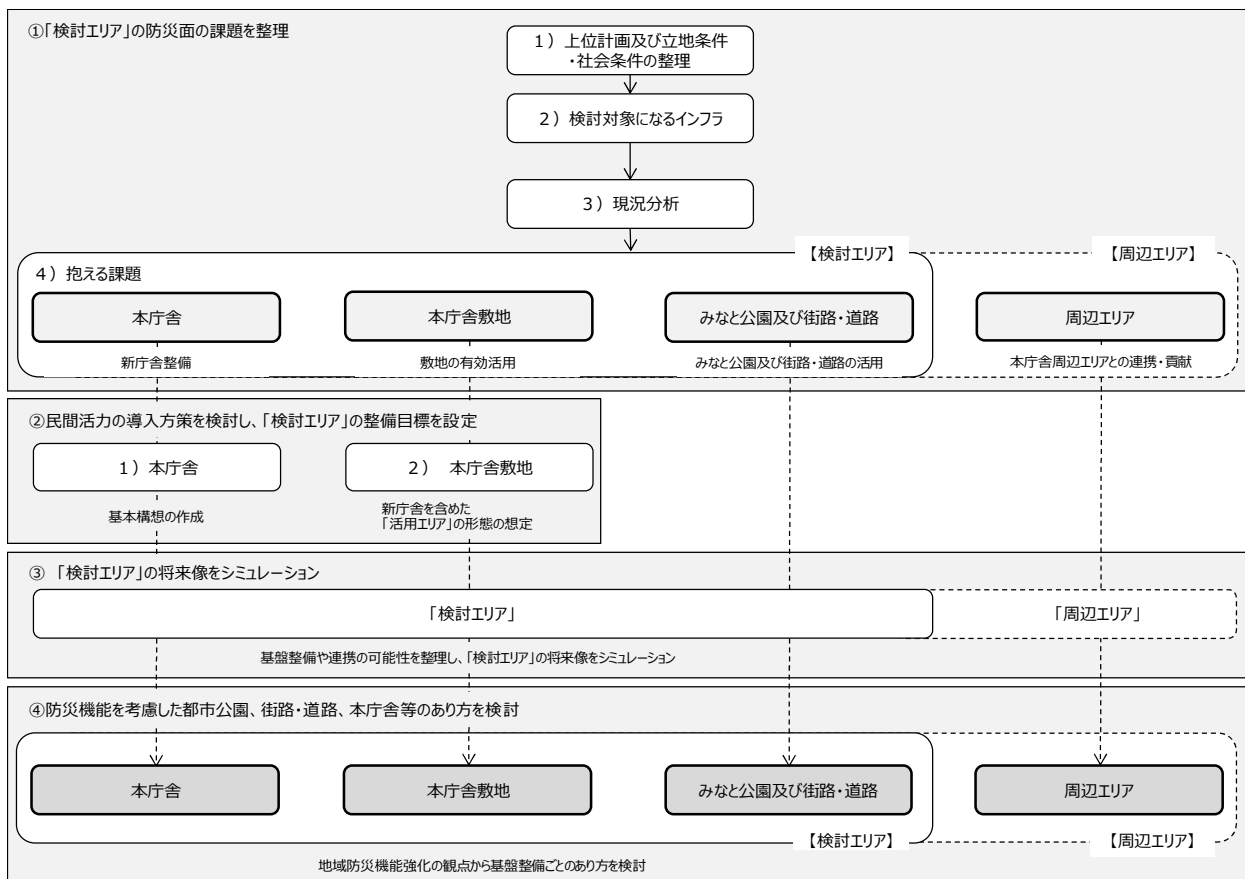 ①「検討エリア」の防災面の課題を整理
1）上位計画及び立地条件
・社会条件の整理
2）検討対象になるインフラ
3）現況分析
【検討エリア】
【周辺エリア】
4）抱える課題
本庁舎
本庁舎敷地
みなと公園及び街路・道路
周辺エリア
新庁舎整備
敷地の有効活用
みなと公園及び街路・道路の活用
本庁舎周辺エリアとの連携・貢献
②民間活力の導入方策を検討し、「検討エリア」の整備目標を設定
1）本庁舎
2） 本庁舎敷地
基本構想の作成
新庁舎を含めた
「活用エリア」の形態の想定
③ 「検討エリア」の将来像をシミュレーション
「検討エリア」
「周辺エリア」
基盤整備や連携の可能性を整理し、「検討エリア」の将来像をシミュレーション
④防災機能を考慮した都市公園、街路・道路、本庁舎等のあり方を検討
本庁舎
本庁舎敷地
みなと公園及び街路・道路
周辺エリア
【検討エリア】
【周辺エリア】
地域防災機能強化の観点から基盤整備ごとのあり方を検討